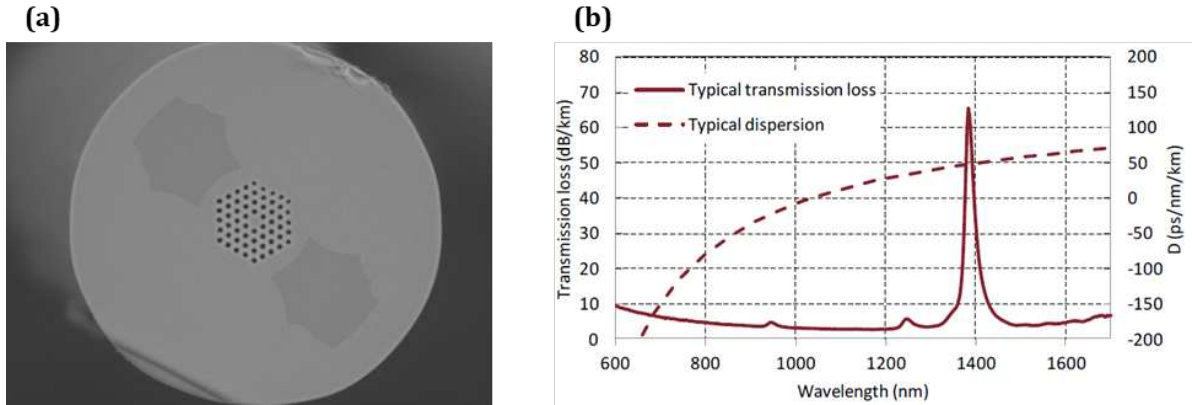 (a)
(b)
Transmission loss (dB/km)
80
70
60
50
40
30
20
10
0
Typical transmission loss
Typical dispersion
200
150
100
50
0
-50
-100
-150
-200
D (ps/nm/km)
600 800 1000 1200 1400 1600
Wavelength (nm)